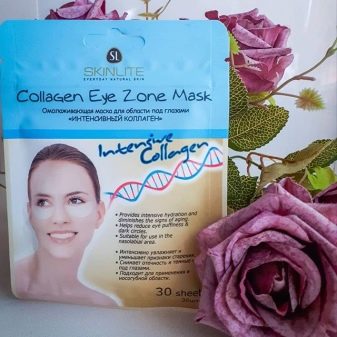 SL
SKINLITE
EVERYDAY NATURAL SKIN
Collagen Eye Zone Mask
Омолаживающая маска для области под глазами
«ИНТЕНСИВНЫЙ КОЛЛАГЕН»
Intensive
Collagen
• Provides intensive hydration and
diminishes the signs of aging.
• Helps reduce eye puffiness &
dark circles.
• Suitable for use in the
nasolabial area.
• Интенсивно увлажняет и
уменьшает признаки старения.
• Снимает отечность и темные
под глазами.
• Подходит для применения в
носогубной области.
30 sheet